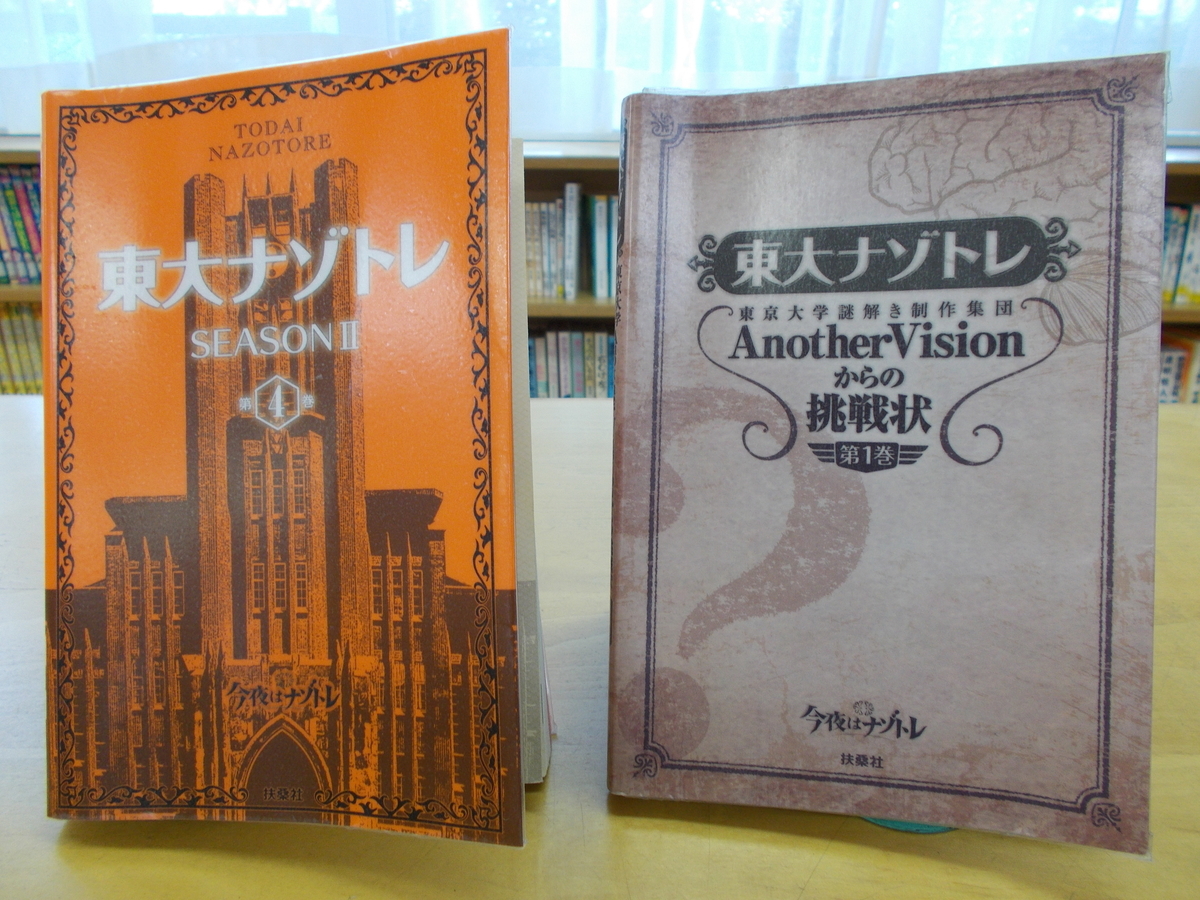 TODAI
NAZOTORE
東大ナゾトレ
SEASON II
第4巻
今夜はナゾトレ
扶桑社
東大ナゾトレ
東京大学謎解き制作集団
AnotherVision
からの
挑戦状
第1巻
今夜はナゾトレ
扶桑社